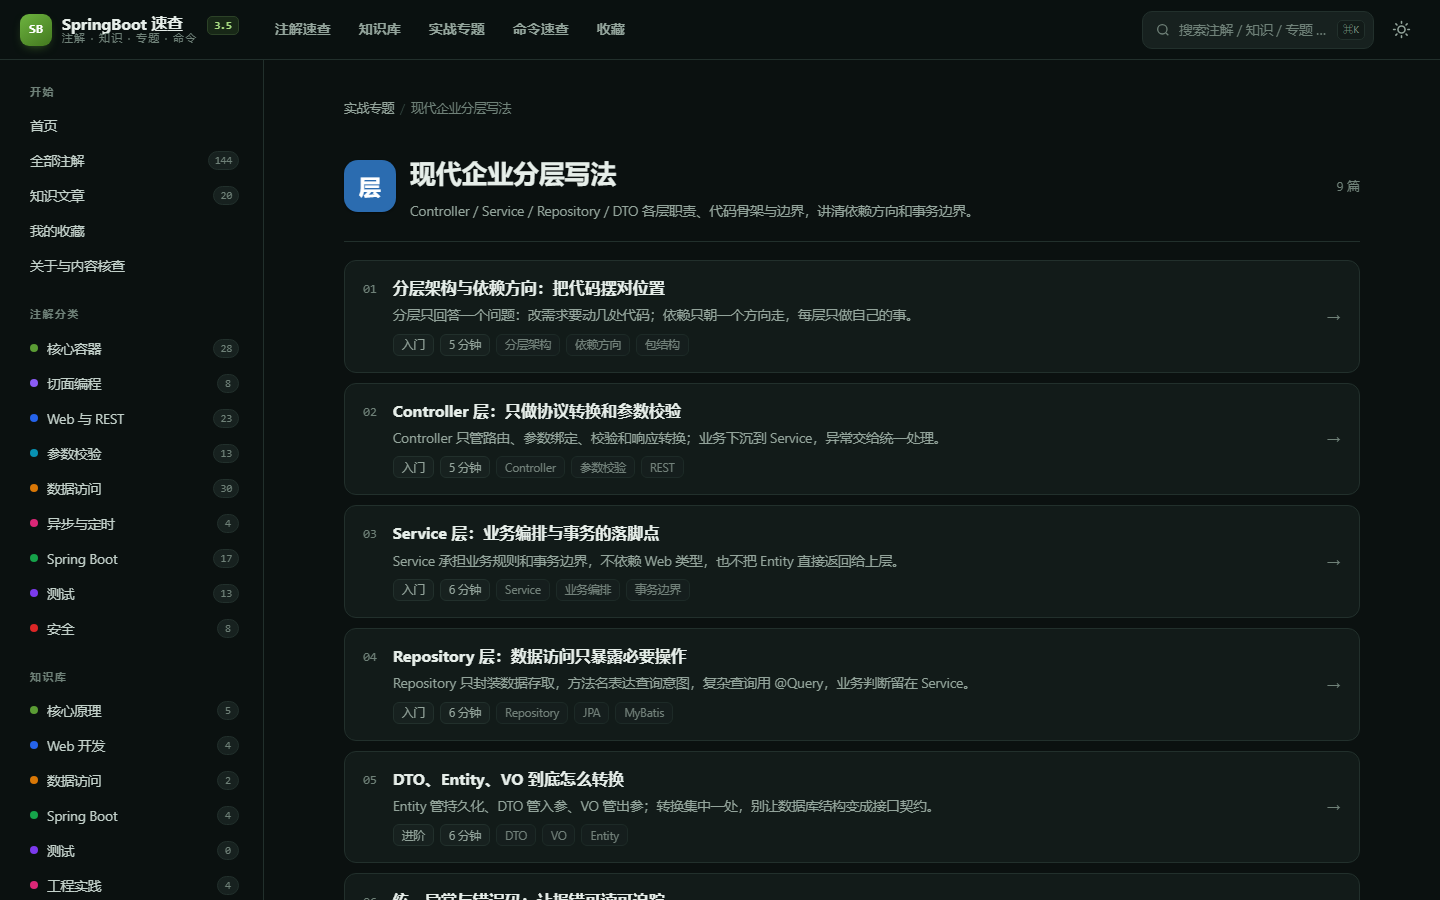 SB
SpringBoot 速查
3.5
注解 · 知识 · 专题 · 命令
注解速查
知识库
实战专题
命令速查
收藏
搜索注解 / 知识 / 专题 ...
⌘K
开始
首页
全部注解 144
知识文章 20
我的收藏
关于与内容核查
注解分类
核心容器 28
切面编程 8
Web 与 REST 23
参数校验 13
数据访问 30
异步与定时 4
Spring Boot 17
测试 13
安全 8
知识库
核心原理 5
Web 开发 4
数据访问 2
Spring Boot 4
测试 0
工程实践 4
实战专题 / 现代企业分层写法
层
现代企业分层写法
Controller / Service / Repository / DTO 各层职责、代码骨架与边界，讲清依赖方向和事务边界。
9 篇
01 分层架构与依赖方向：把代码摆对位置
分层只回答一个问题：改需求要动几处代码；依赖只朝一个方向走，每层只做自己的事。
入门 5 分钟 分层架构 依赖方向 包结构
→
02 Controller 层：只做协议转换和参数校验
Controller 只管路由、参数绑定、校验和响应转换；业务下沉到 Service，异常交给统一处理。
入门 5 分钟 Controller 参数校验 REST
→
03 Service 层：业务编排与事务的落脚点
Service 承担业务规则和事务边界，不依赖 Web 类型，也不把 Entity 直接返回给上层。
入门 6 分钟 Service 业务编排 事务边界
→
04 Repository 层：数据访问只暴露必要操作
Repository 只封装数据存取，方法名表达查询意图，复杂查询用 @Query，业务判断留在 Service。
入门 6 分钟 Repository JPA MyBatis
→
05 DTO、Entity、VO 到底怎么转换
Entity 管持久化、DTO 管入参、VO 管出参；转换集中一处，别让数据库结构变成接口契约。
进阶 6 分钟 DTO VO Entity
→
06 统一异常与错误码：让报错可读可追踪